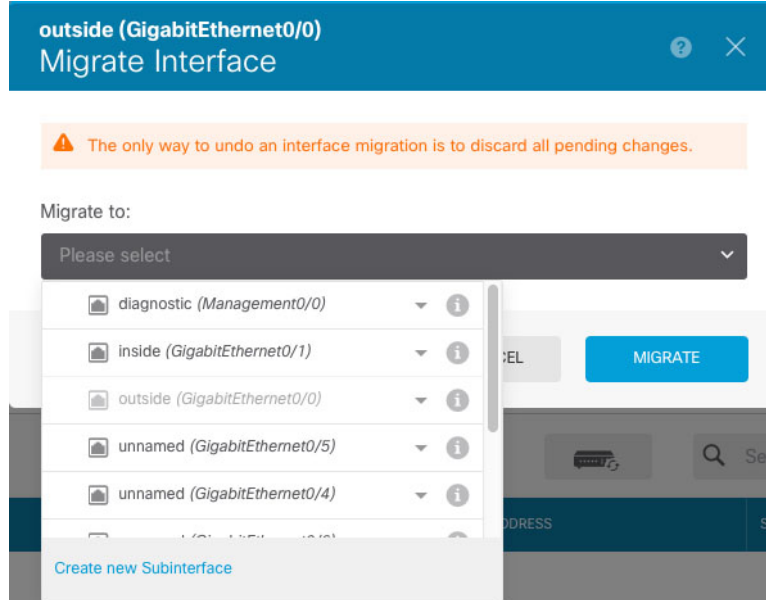 outside (GigabitEthernet0/0)
Migrate Interface
The only way to undo an interface migration is to discard all pending changes.
Migrate to:
Please select
diagnostic (Management0/0)
inside (GigabitEthernet0/1)
outside (GigabitEthernet0/0)
unnamed (GigabitEthernet0/5)
unnamed (GigabitEthernet0/4)
MIGRATE
Create new Subinterface